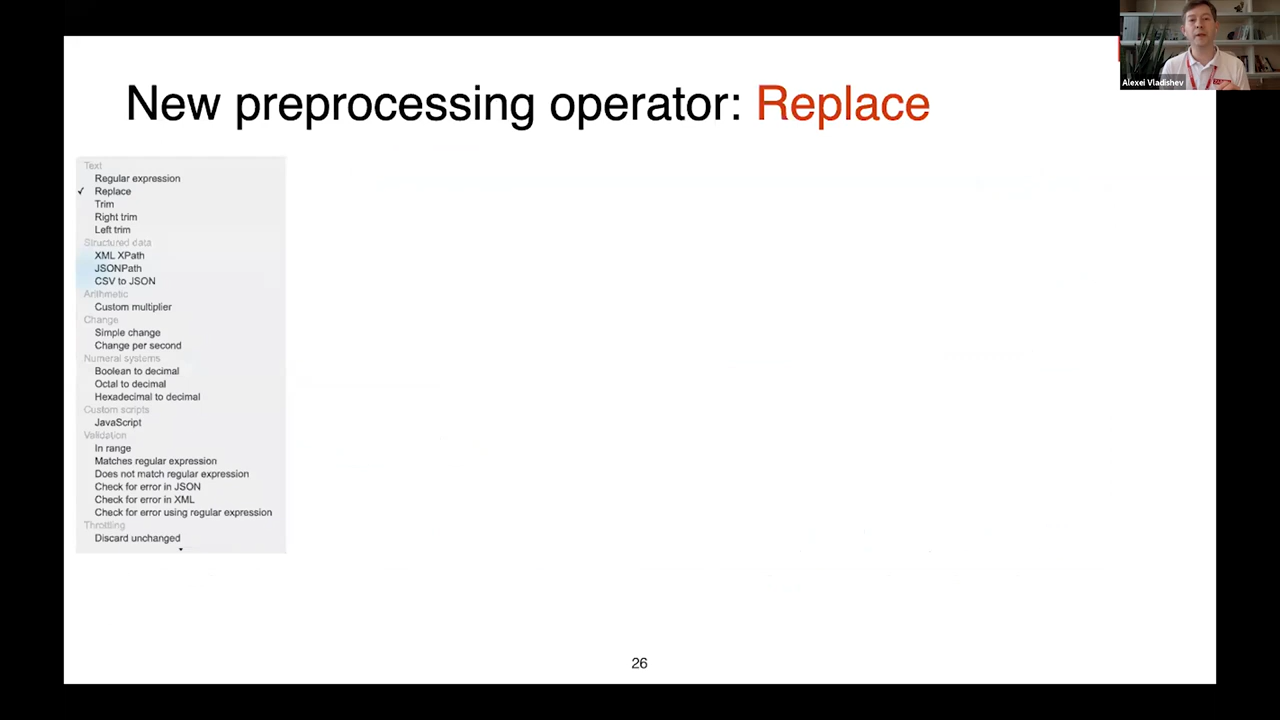 Alexei Vladishev
New preprocessing operator: Replace
Text
Regular expression
✓ Replace
Trim
Right trim
Left trim
Structured data
XML XPath
JSONPath
CSV to JSON
Arithmetic
Custom multiplier
Change
Simple change
Change per second
Numeral systems
Boolean to decimal
Octal to decimal
Hexadecimal to decimal
Custom scripts
JavaScript
Validation
In range
Matches regular expression
Does not match regular expression
Check for error in JSON
Check for error in XML
Check for error using regular expression
Throttling
Discard unchanged
26